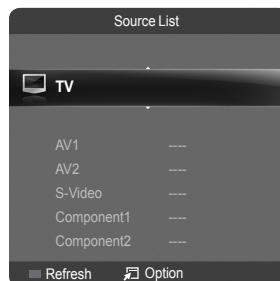 Source List
TV
AV1 ----
AV2 ----
S-Video ----
Component1 ----
Component2 ----
Refresh Option